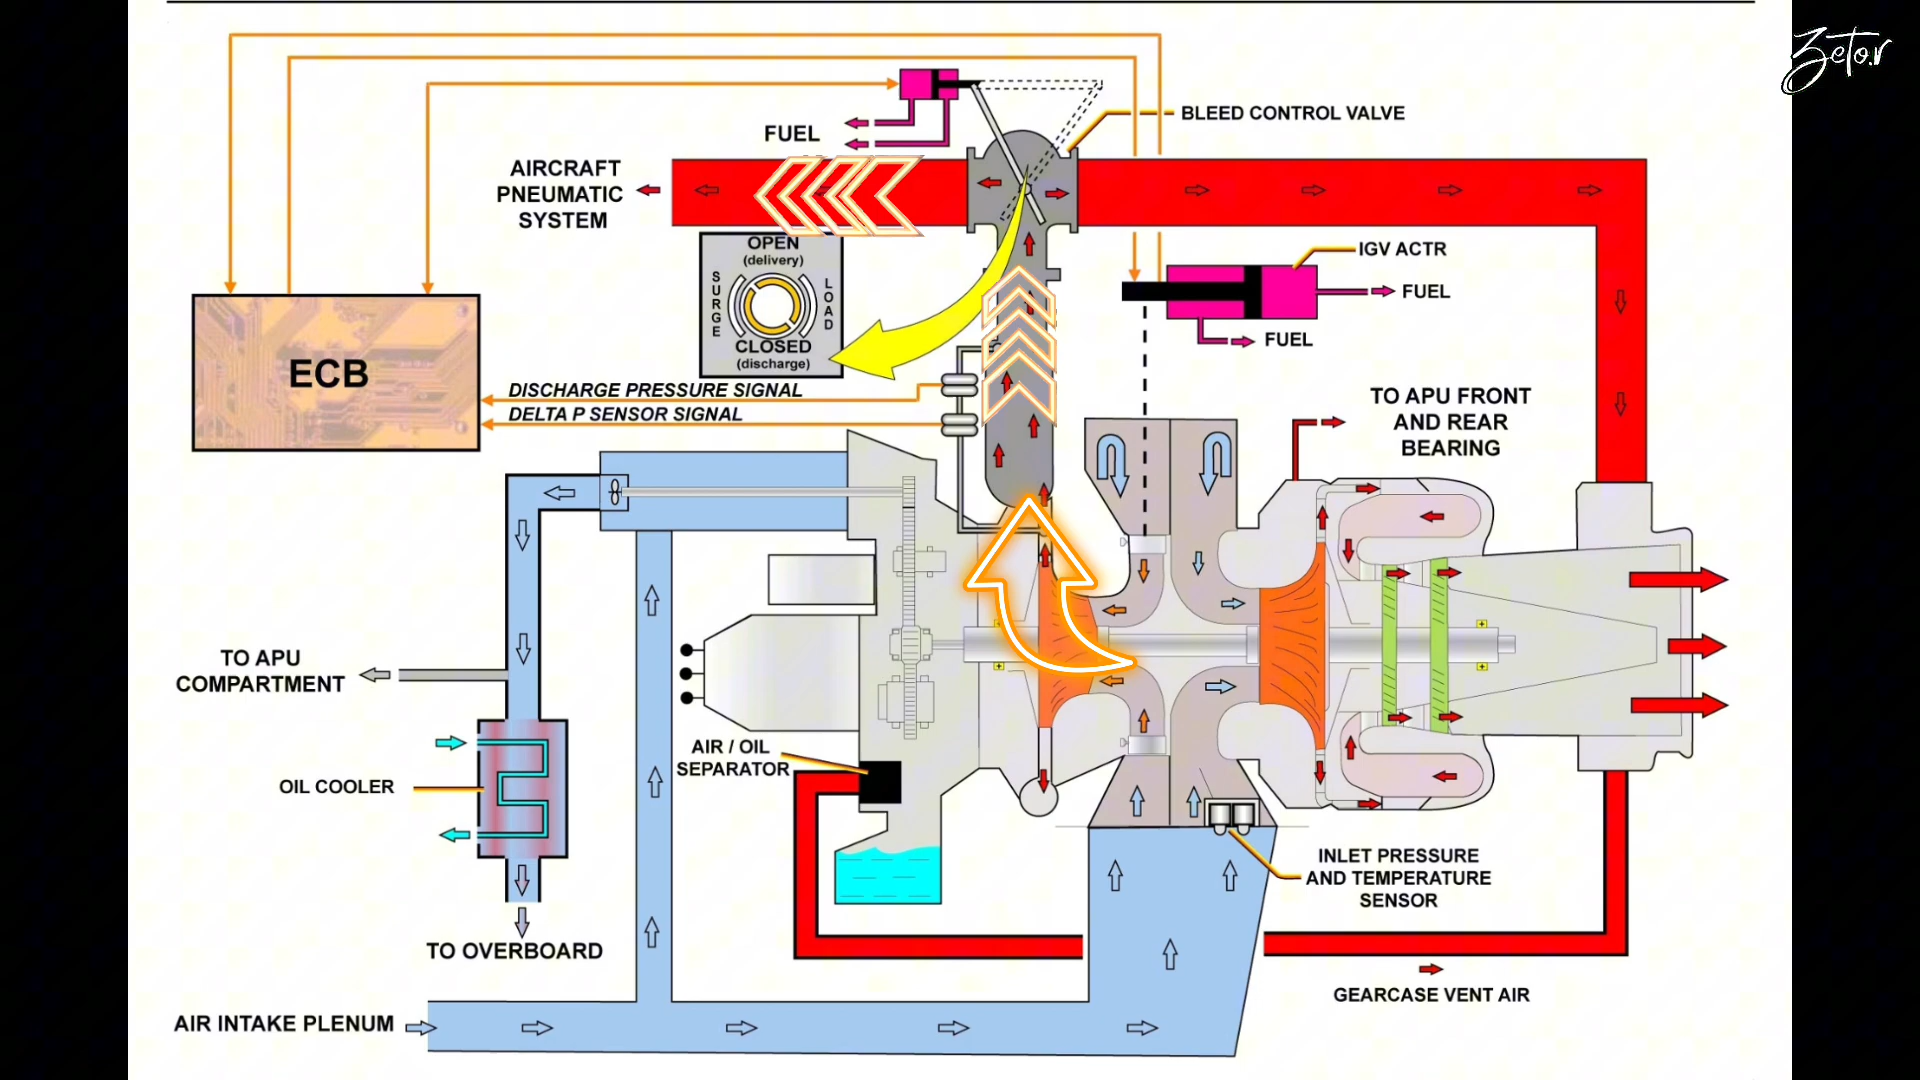 Zeto.r
BLEED CONTROL VALVE
FUEL
AIRCRAFT
PNEUMATIC
SYSTEM
OPEN
(delivery)
SURGE
LOAD
CLOSED
(discharge)
IGV ACTR
FUEL
FUEL
ECB
DISCHARGE PRESSURE SIGNAL
DELTA P SENSOR SIGNAL
TO APU FRONT
AND REAR
BEARING
TO APU
COMPARTMENT
AIR / OIL
SEPARATOR
OIL COOLER
INLET PRESSURE
AND TEMPERATURE
SENSOR
TO OVERBOARD
GEARCASE VENT AIR
AIR INTAKE PLENUM